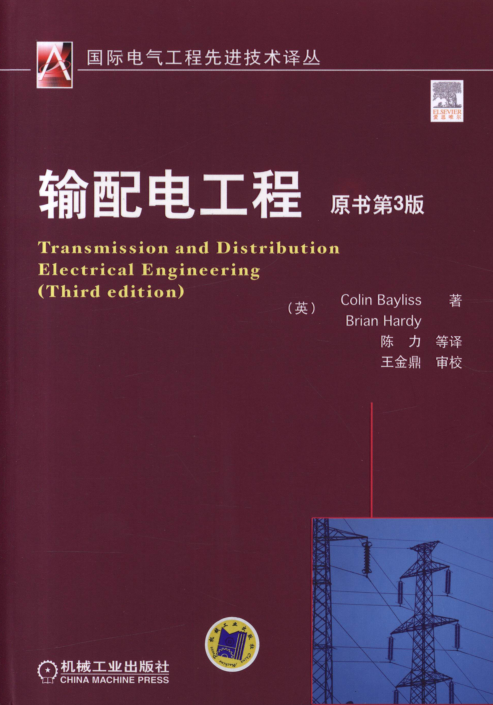 国际电气工程先进技术译丛
ELSEVIER
输配电工程 原书第3版
Transmission and Distribution
Electrical Engineering
(Third edition)
(英) Colin Bayliss 著
Brian Hardy
陈 力 等译
王金鼎 审校
机械工业出版社
CHINA MACHINE PRESS